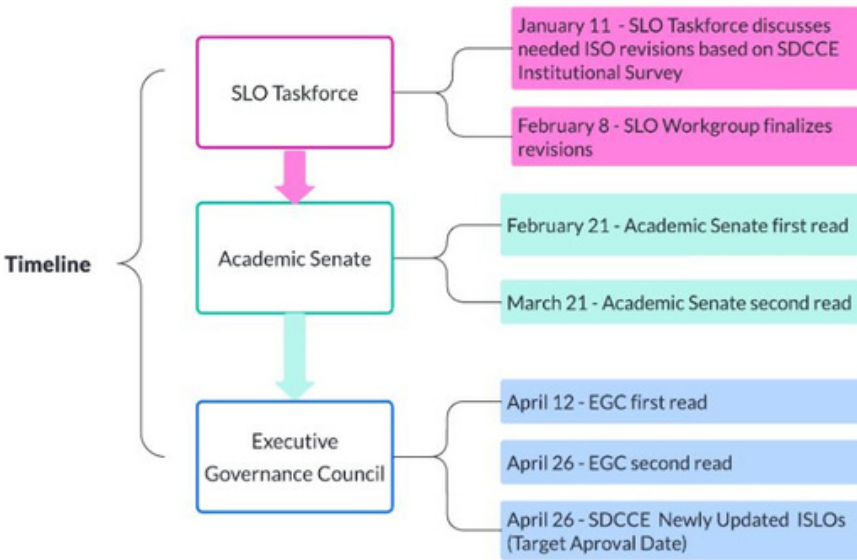 Timeline
SLO Taskforce
January 11 - SLO Taskforce discusses
needed ISO revisions based on SDCCE
Institutional Survey
February 8 - SLO Workgroup finalizes
revisions
Academic Senate
February 21 - Academic Senate first read
March 21 - Academic Senate second read
Executive
Governance Council
April 12 - EGC first read
April 26 - EGC second read
April 26 - SDCCE Newly Updated ISLOs
(Target Aproval Date)